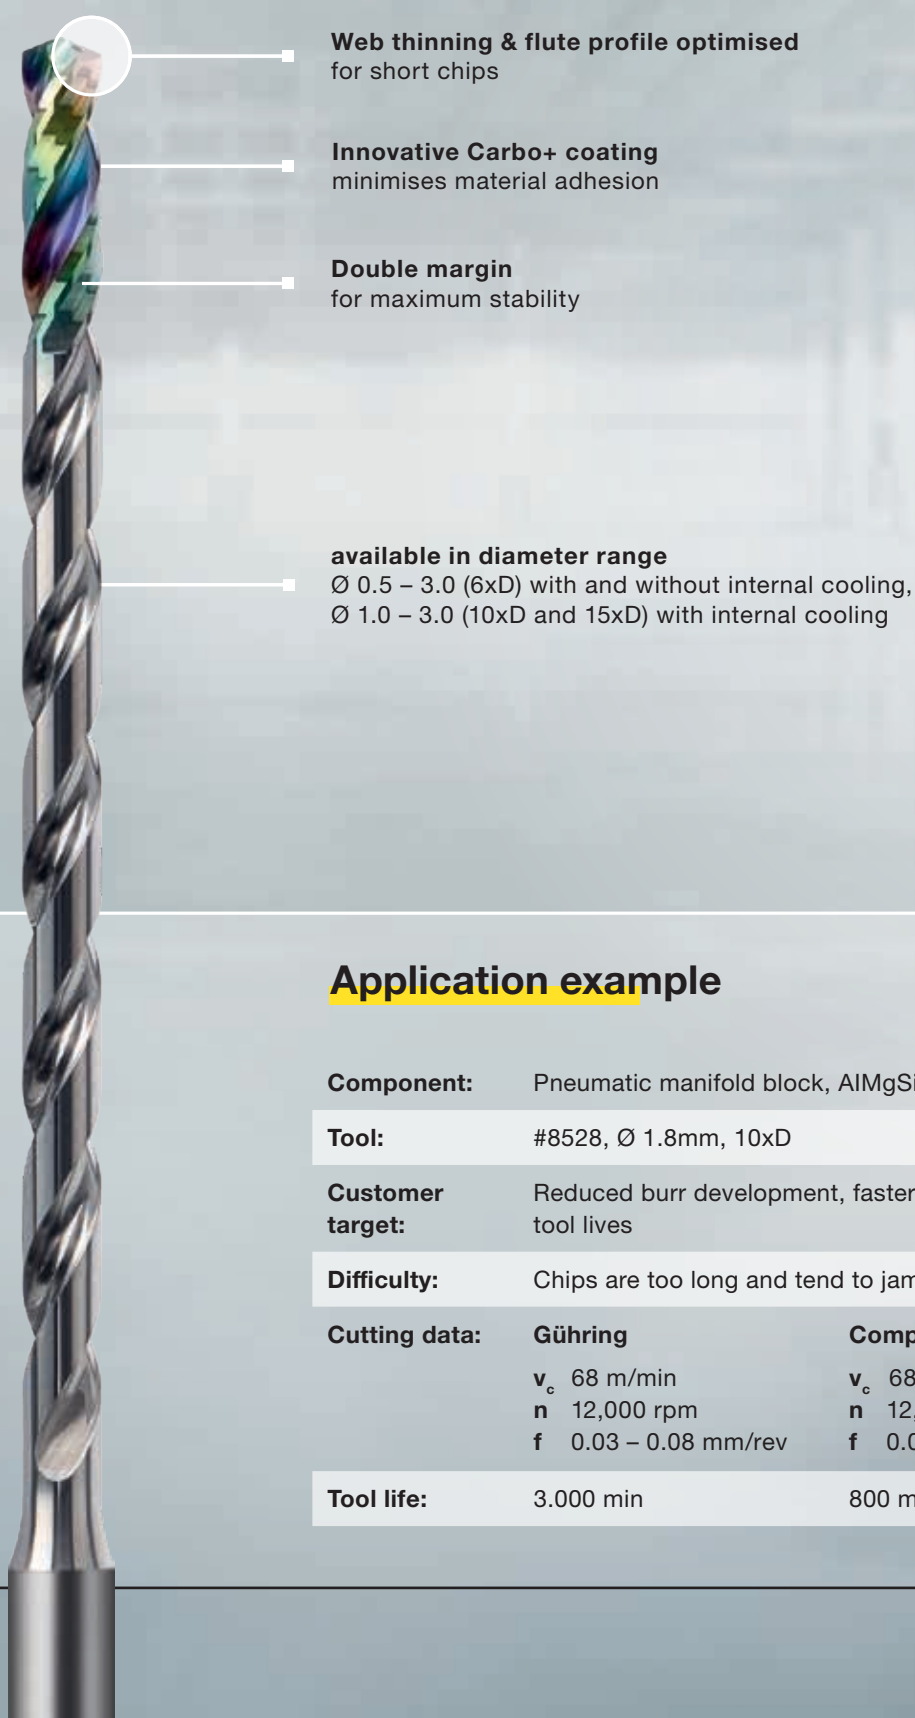 Web thinning & flute profile optimised
for short chips
Innovative Carbo+ coating
minimises material adhesion
Double margin
for maximum stability
available in diameter range
Ø 0.5 – 3.0 (6xD) with and without internal cooling,
Ø 1.0 – 3.0 (10xD and 15xD) with internal cooling
Application example
Component: Pneumatic manifold block,
Tool: #8528, Ø 1.8mm, 10xD
Customer Reduced burr development, faster
target: tool lives
Difficulty: Chips are too long and tend to jam
Cutting data: Gühring
vc 68 m/min vc 68
n 12,000 rpm n
f 0.03 – 0.08 mm/rev f
Tool life: 3.000 min 800